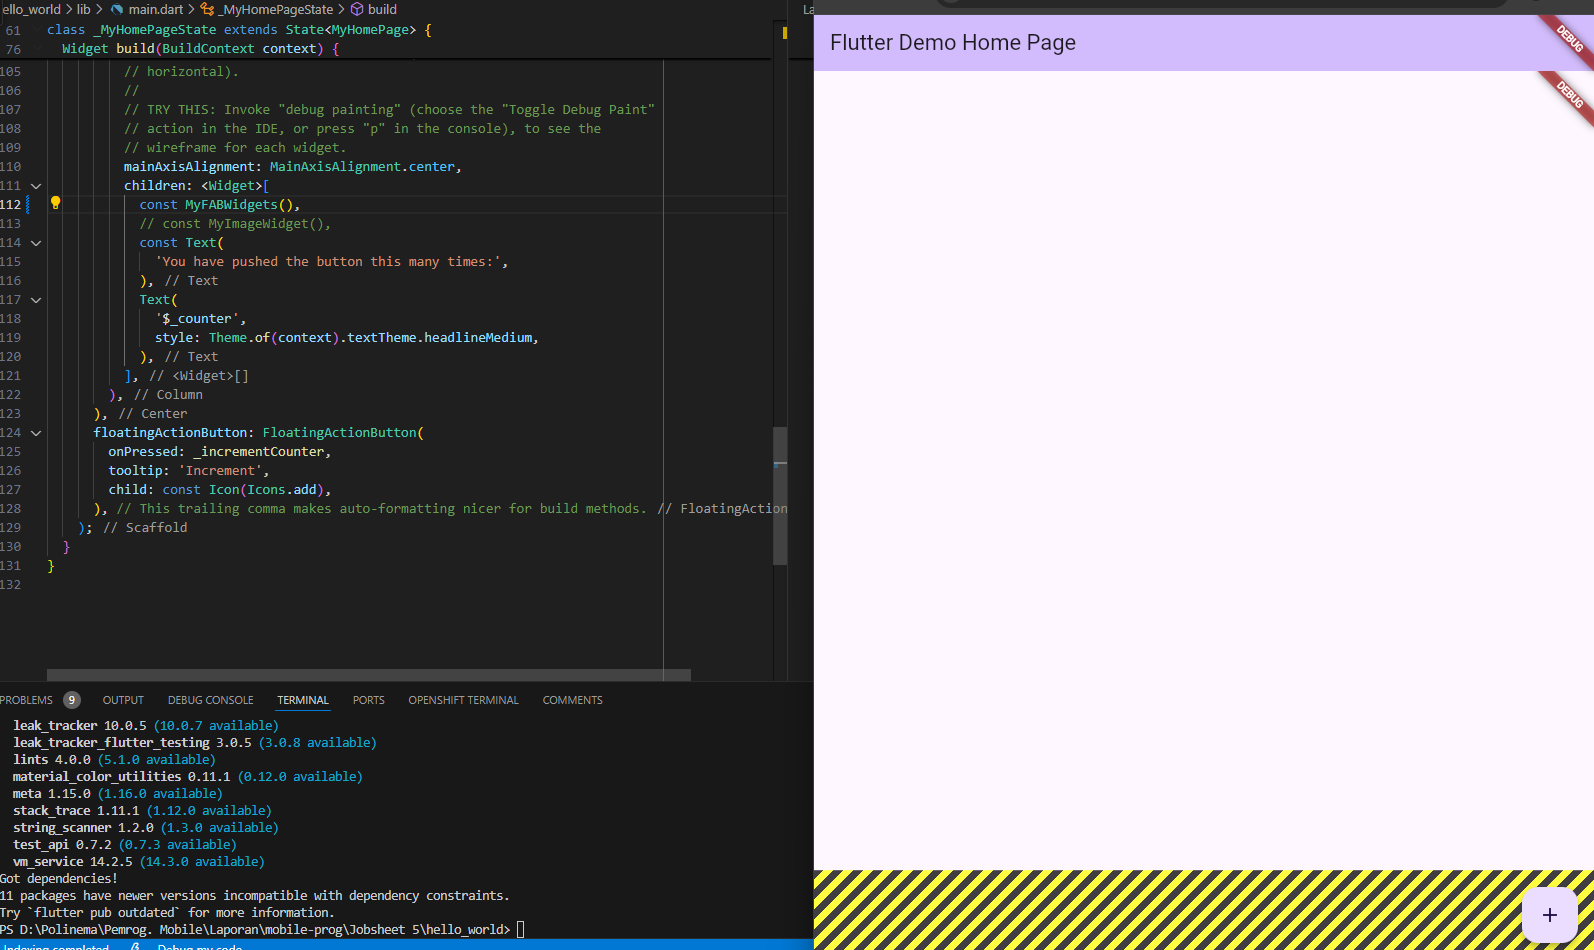 ello_world > lib > main.dart > _MyHomePageState > build
61 class _MyHomePageState extends State<MyHomePage> {
76 Widget build(BuildContext context) {
105 // horizontal).
106 //
107 // TRY THIS: Invoke "debug painting" (choose the "Toggle Debug Paint"
108 // action in the IDE, or press "p" in the console), to see the
109 // wireframe for each widget.
110 mainAxisAlignment: MainAxisAlignment.center,
111 children: <Widget>[
112 const MyFABWidgets(),
113 // const MyImageWidget(),
114 const Text(
115 'You have pushed the button this many times:',
116 ), // Text
117 Text(
118 '$_counter',
119 style: Theme.of(context).textTheme.headlineMedium,
120 ), // Text
121 ], // <Widget>[]
122 ), // Column
123 ), // Center
124 floatingActionButton: FloatingActionButton(
125 onPressed: _incrementCounter,
126 tooltip: 'Increment',
127 child: const Icon(Icons.add),
128 ), // This trailing comma makes auto-formatting nicer for build methods. // FloatingAction
129 ); // Scaffold
130 }
131 }
132
PROBLEMS 9 OUTPUT DEBUG CONSOLE TERMINAL PORTS OPENSHIFT TERMINAL COMMENTS
leak_tracker 10.0.5 (10.0.7 available)
leak_tracker_flutter_testing 3.0.5 (3.0.8 available)
lints 4.0.0 (5.1.0 available)
material_color_utilities 0.11.1 (0.12.0 available)
meta 1.15.0 (1.16.0 available)
stack_trace 1.11.1 (1.12.0 available)
string_scanner 1.2.0 (1.3.0 available)
test_api 0.7.2 (0.7.3 available)
vm_service 14.2.5 (14.3.0 available)
Got dependencies!
11 packages have newer versions incompatible with dependency constraints.
Try `flutter pub outdated` for more information.
PS D:\Polinema\Pemrog. Mobile\Laporan\mobile-prog\Jobsheet 5\hello_world>
Indexing completed. Debug my code
La
Flutter Demo Home Page
DEBUG
DEBUG
+